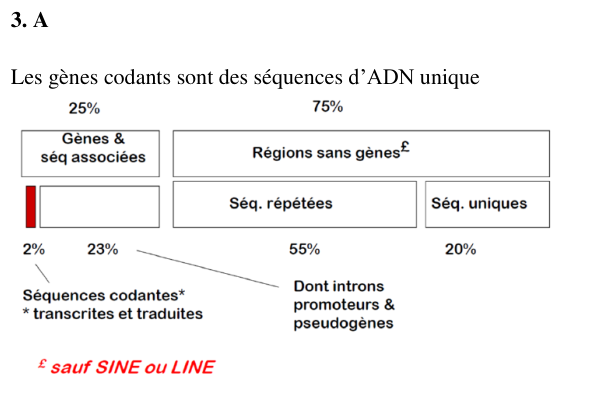 3. A
Les gènes codants sont des séquences d’ADN unique
25%
75%
Gènes &
séq associées
Régions sans gènes£
Séq. répétées
Séq. uniques
2%
23%
55%
20%
Séquences codantes*
* transcrites et traduites
Dont introns
promoteurs &
pseudogènes
£ sauf SINE ou LINE